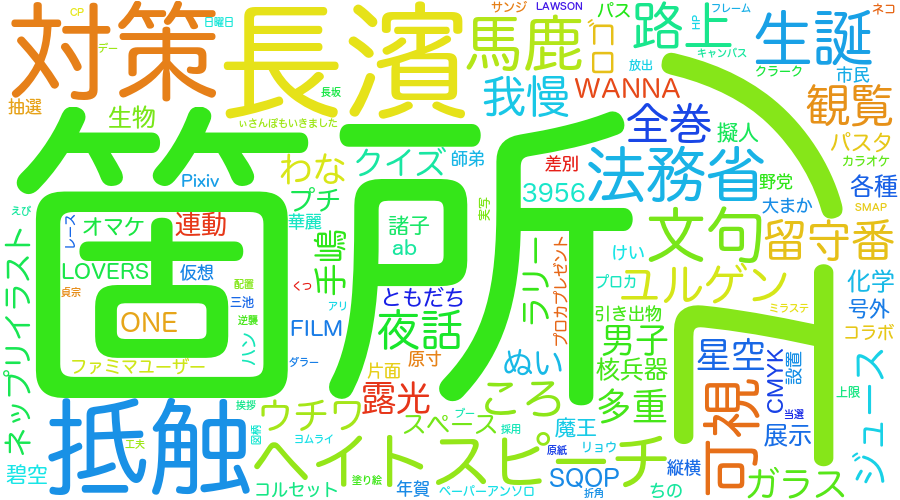 CP
デー
対策
日曜日
長濱
長坂
サンジ
LAWSON
パス
フレーム
ネコ
馬鹿
路上
HP
キャンバス
生誕
抽選
生物
ぃさんぽもいきました
我慢
WANNA
放出
クラーク
市民
観覧
箇所
わな
クイズ
師弟
差別
全巻
擬人
パスタ
カラオケ
Pixiv
プチ
3956
法務省
野党
各種
えび
レース
オマケ
連動
華麗
諸子
ab
実写
文句
大まか
SMAP
留守番
LOVERS
仮想
配置
手嶋
ラリー
けい
ユルゲン
化学
貞宗
三池
くっ
ともだち
プロカ
プロカプレゼント
引き出物
号外
ONE
逆襲
アリ
FILM
夜話
男子
ミラステ
コラボ
ネップリイラスト
ハン
ダラー
原寸
ぬい
核兵器
星空
CMYK
設置
ファミマユーザー
片面
露光
ころ
多重
可視
上限
ジュース
抵触
挨拶
ウチワ
スペース
ブー
採用
魔王
当選
展示
碧空
工夫
図柄
ヨムライ
ヘイトスピーチ
原紙
リョウ
縦横
ガラス
コルセット
塗り絵
年賀
ペーパーアンソロ
SQOP
折角
ちの